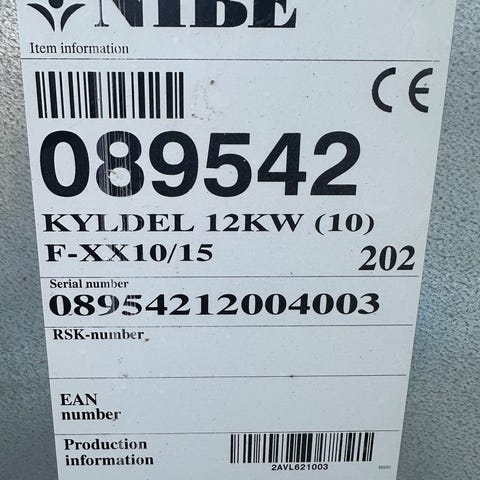 NIBE
Item information
CE
089542
KYLDEL 12KW (10)
F-XX10/15
202
Serial number
08954212004003
RSK-number
EAN
number
Production
information
2AVL621003